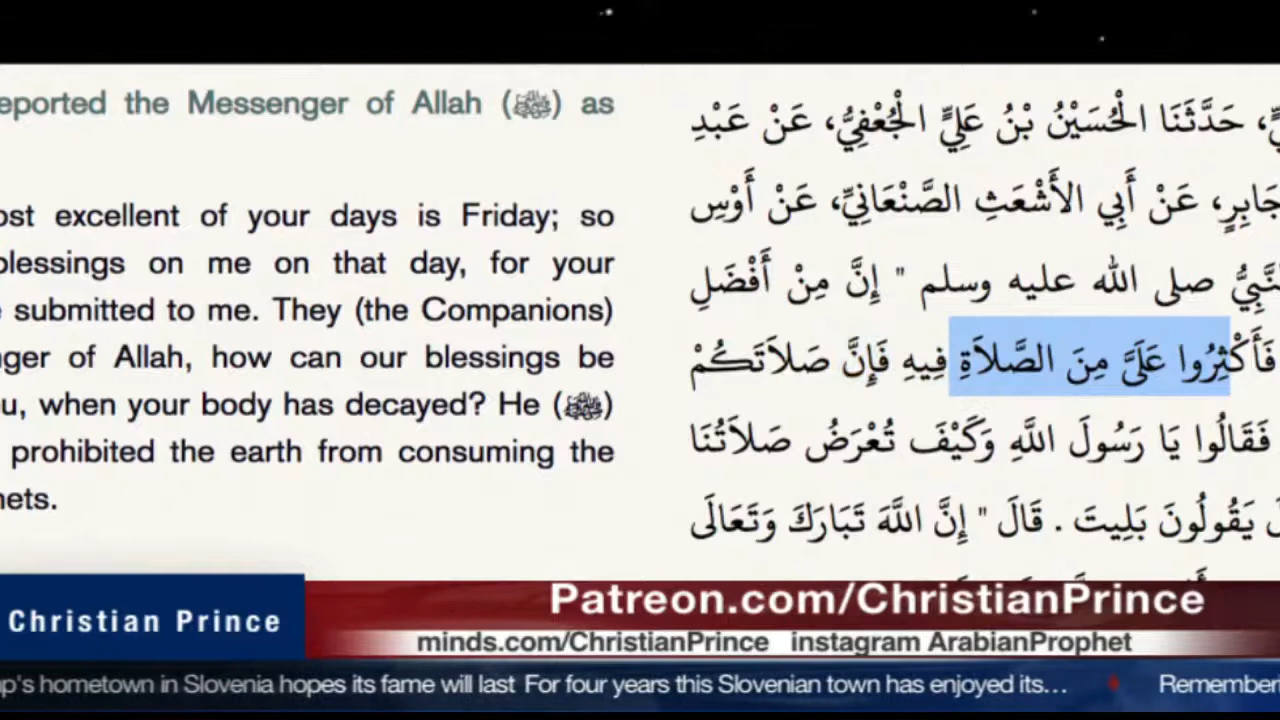 eported the Messenger of Allah (ﷺ) as
ost excellent of your days is Friday; so
blessings on me on that day, for your
submitted to me. They (the Companions)
ger of Allah, how can our blessings be
u, when your body has decayed? He (ﷺ)
prohibited the earth from consuming the
hets.
حَدَّثَنَا الْحُسَيْنُ بْنُ عَلِيٍّ الْجُعْفِيُّ، عَنْ عَبْدِ
جَابِرٍ، عَنْ أَبِي الأَشْعَثِ الصَّنْعَانِيِّ، عَنْ أَوْسِ
النَّبِيُّ صلى الله عليه وسلم " إِنَّ مِنْ أَفْضَلِ
فَأَكْثِرُوا عَلَىَّ مِنَ الصَّلاَةِ فِيهِ فَإِنَّ صَلاَتَكُمْ
فَقَالُوا يَا رَسُولَ اللَّهِ وَكَيْفَ تُعْرَضُ صَلاَتُنَا
يَقُولُونَ بَلِيتَ . قَالَ " إِنَّ اللَّهَ تَبَارَكَ وَتَعَالَى
Christian Prince
Patreon.com/ChristianPrince
minds.com/ChristianPrince instagram ArabianProphet
p's hometown in Slovenia hopes its fame will last For four years this Slovenian town has enjoyed its... Rememberi